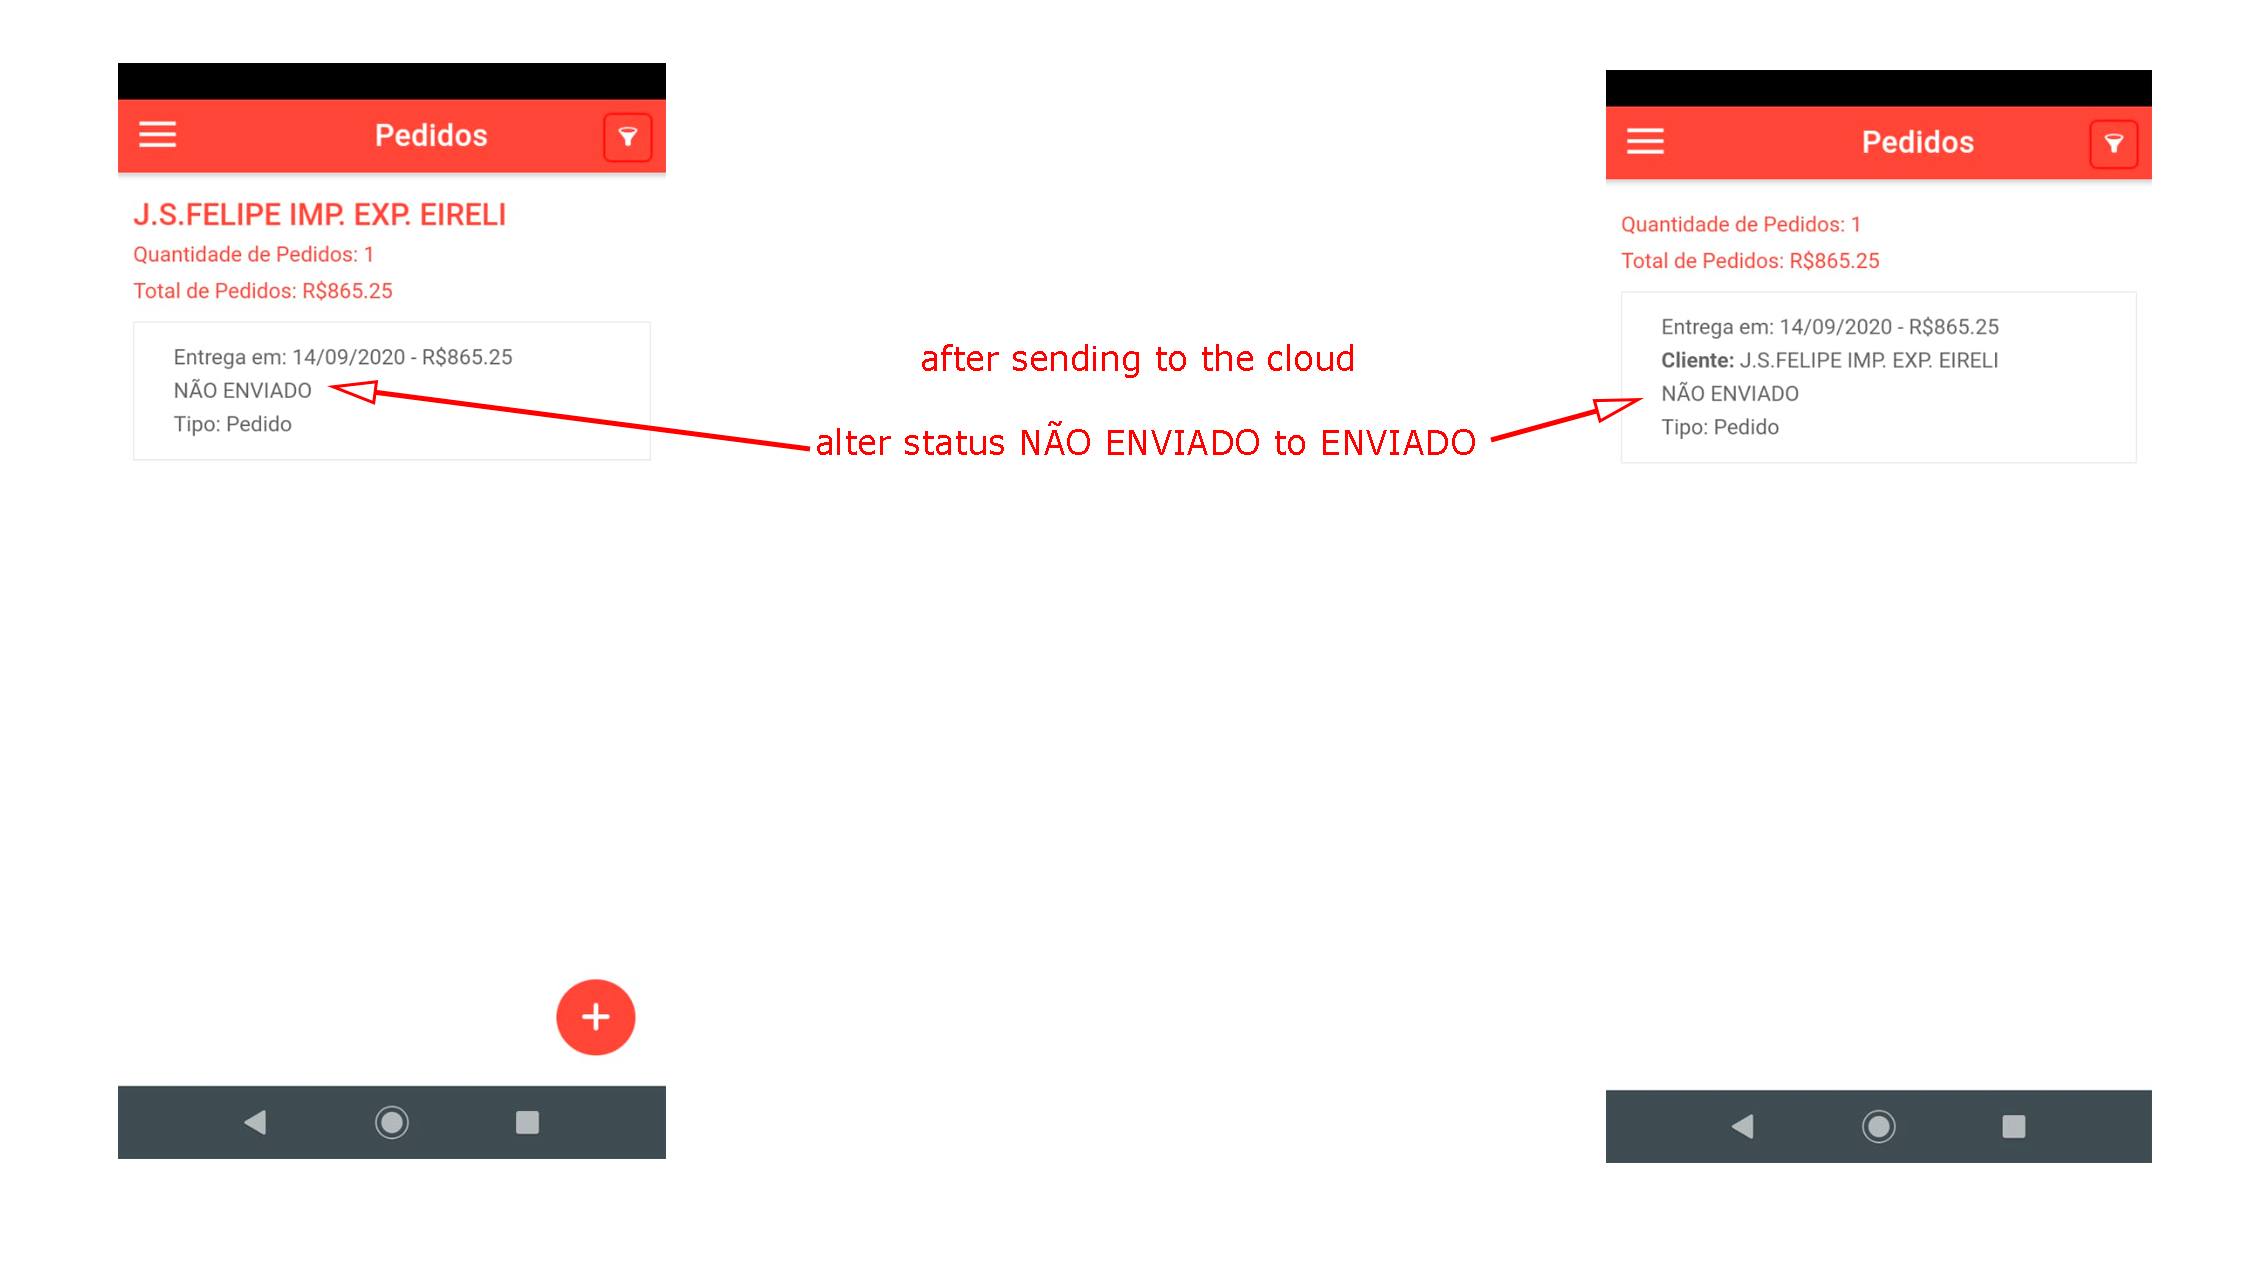 Pedidos
J.S.FELIPE IMP. EXP. EIRELI
Quantidade de Pedidos: 1
Total de Pedidos: R$865.25
Entrega em: 14/09/2020 - R$865.25
NÃO ENVIADO
Tipo: Pedido
after sending to the cloud
alter status NÃO ENVIADO to ENVIADO
Pedidos
Quantidade de Pedidos: 1
Total de Pedidos: R$865.25
Entrega em: 14/09/2020 - R$865.25
Cliente: J.S.FELIPE IMP. EXP. EIRELI
NÃO ENVIADO
Tipo: Pedido